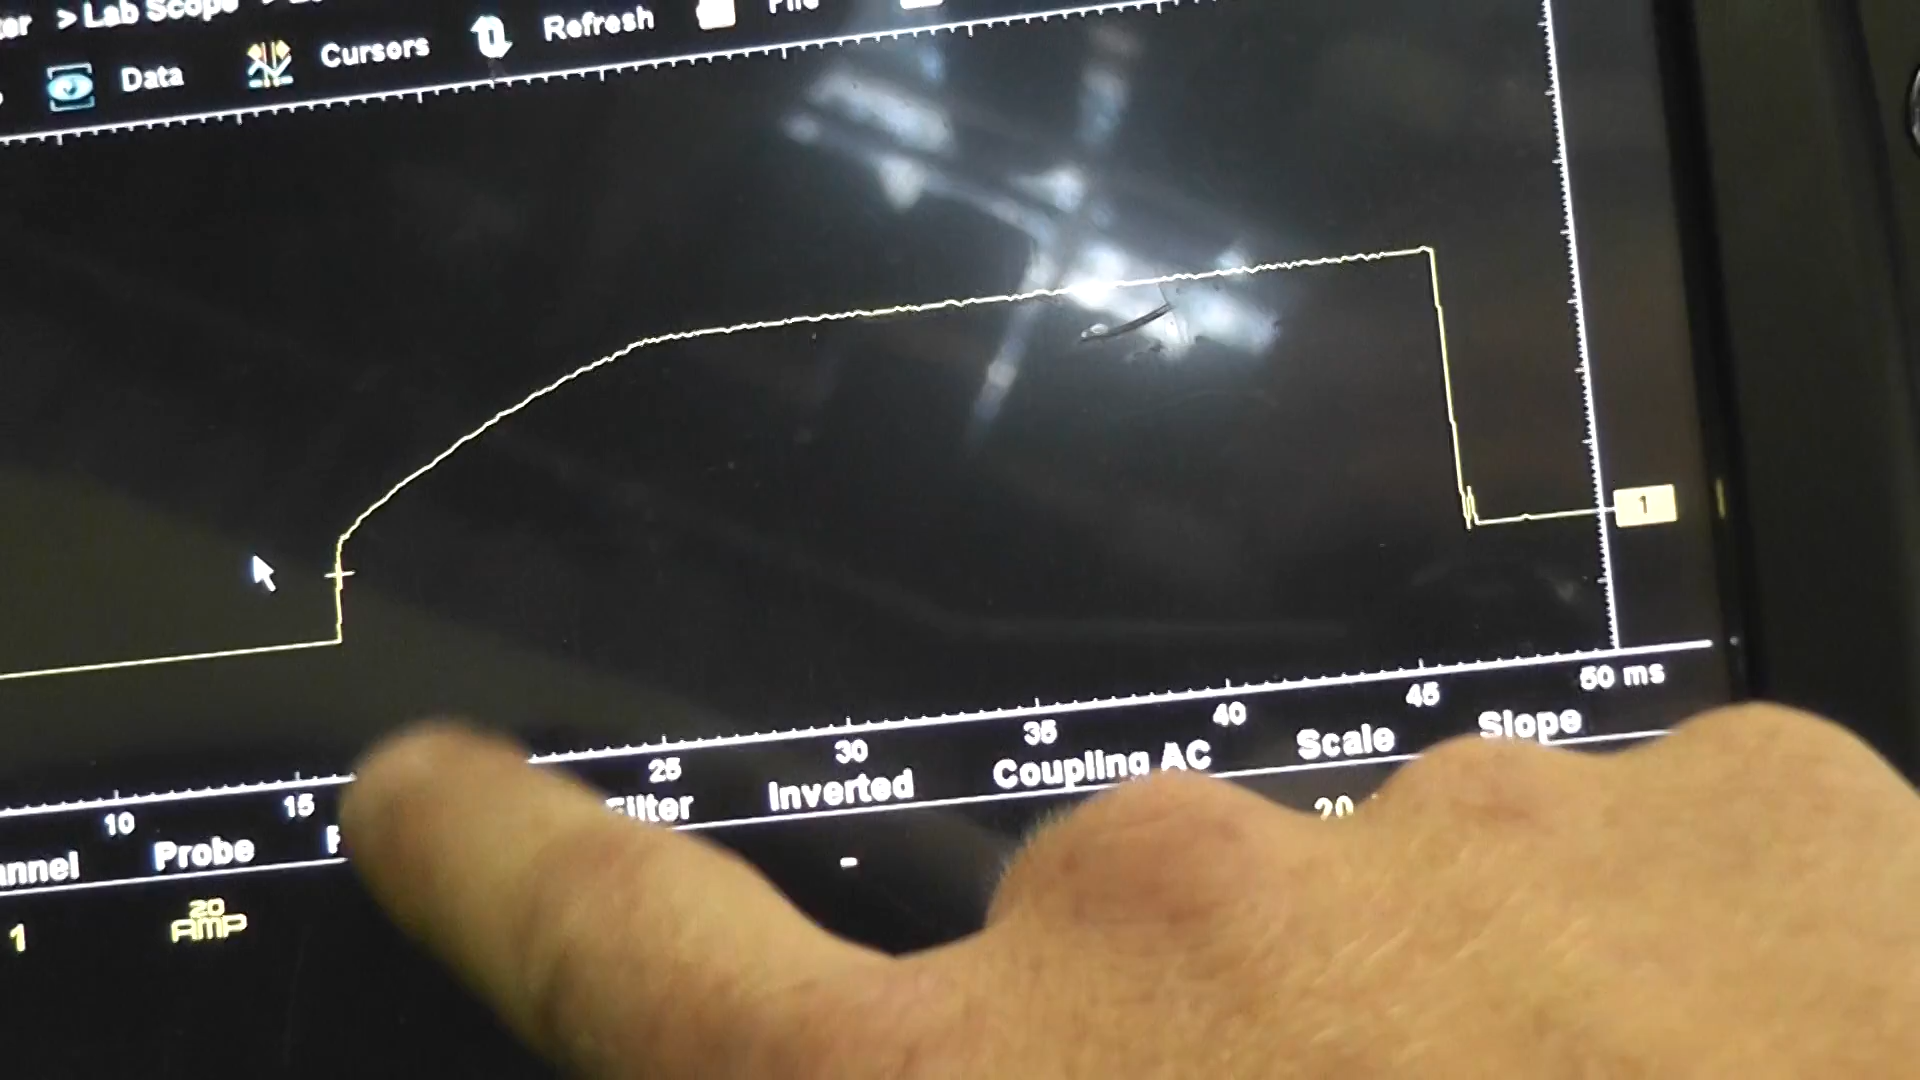 > Lab Scope
Data Cursors Refresh File
1
10 15 25 30 35 40 45 50 ms
Probe Filter Inverted Coupling AC Scale Slope
1 20 AMP - 20